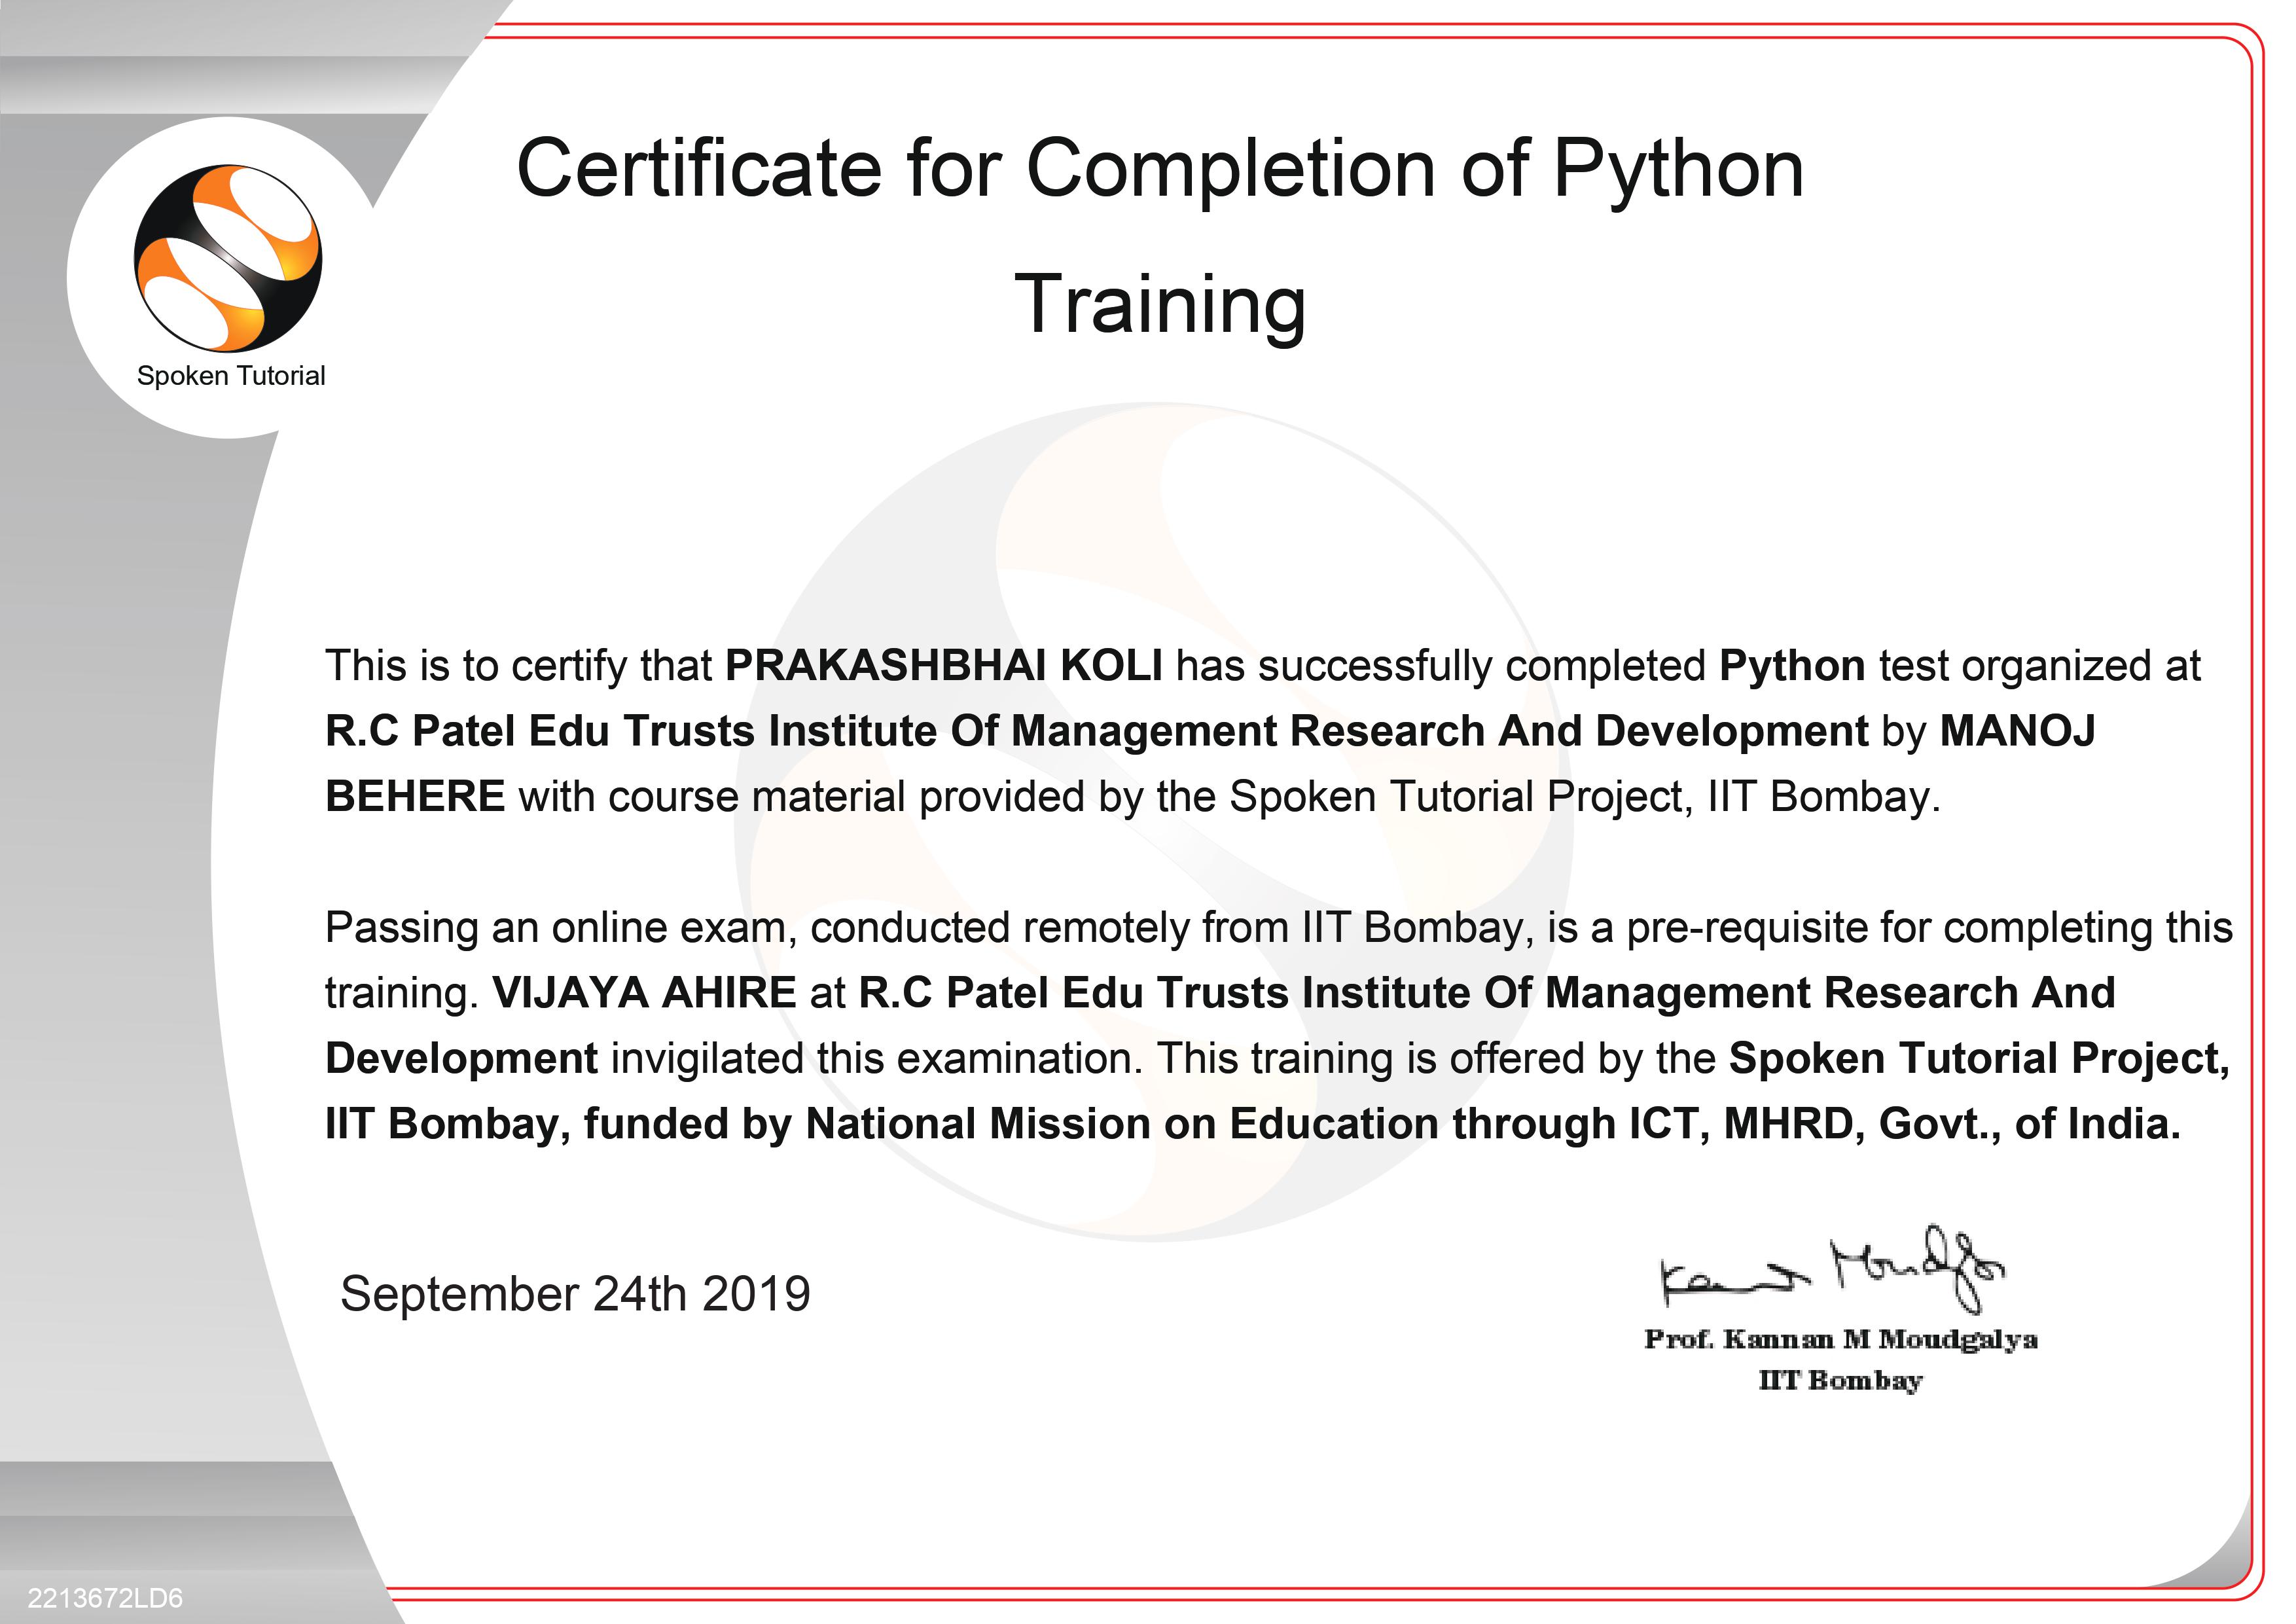 Certificate for Completion of Python
Training
Spoken Tutorial
This is to certify that PRAKASHBHAI KOLI has successfully completed Python test organized at
R.C Patel Edu Trusts Institute Of Management Research And Development by MANOJ
BEHERE with course material provided by the Spoken Tutorial Project, IIT Bombay.
Passing an online exam, conducted remotely from IIT Bombay, is a pre-requisite for completing this
training. VIJAYA AHIRE at R.C Patel Edu Trusts Institute Of Management Research And
Development invigilated this examination. This training is offered by the Spoken Tutorial Project,
IIT Bombay, funded by National Mission on Education through ICT, MHRD, Govt., of India.
September 24th 2019
Kannan Moudgalya
Prof. Kannan M Moudgalya
IIT Bombay
2213672LD6